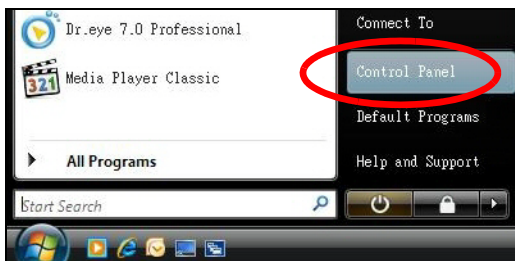 Dr.eye 7.0 Professional
321
Media Player Classic
All Programs
Start Search
Connect To
Control Panel
Default Programs
Help and Support